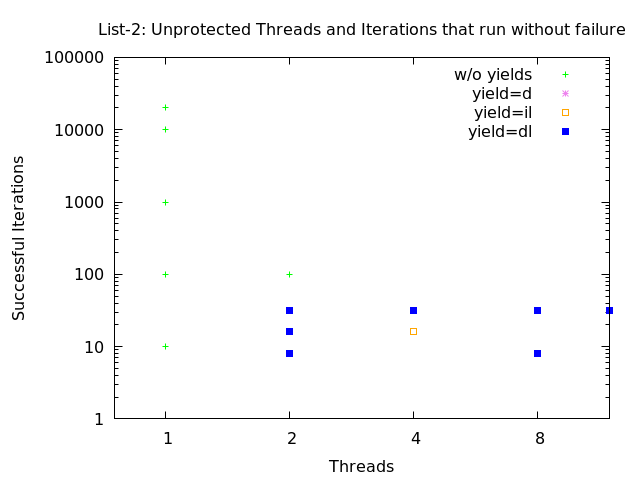 List-2: Unprotected Threads and Iterations that run without failure
100000
10000
1000
100
10
1
Successful Iterations
w/o yields
yield=d
yield=il
yield=dl
1 2 4 8
Threads